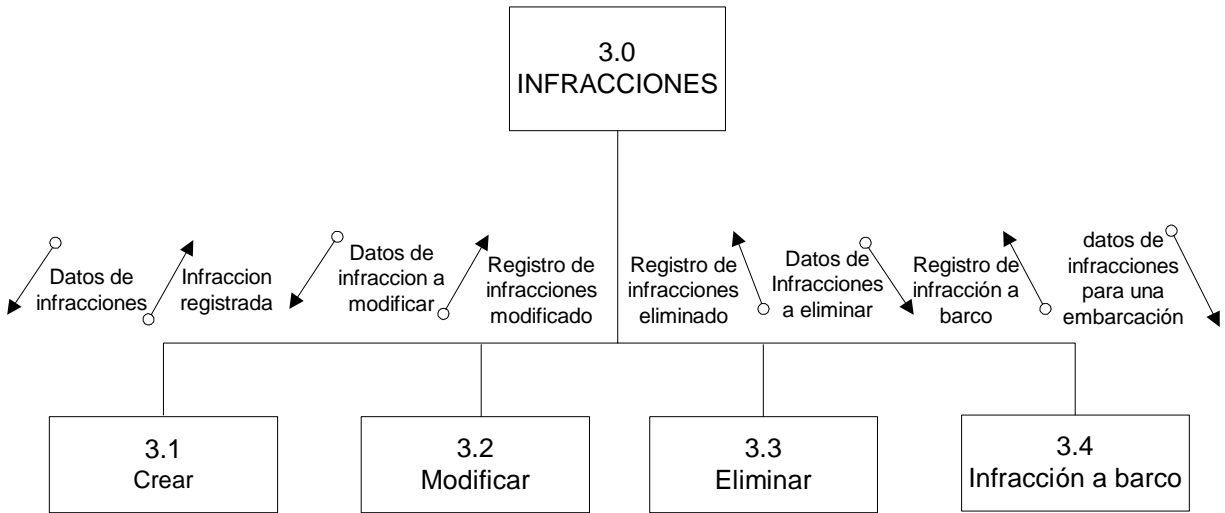 3.0
INFRACCIONES
Datos de
infracciones
Infraccion
registrada
Datos de
infraccion a
modificar
Registro de
infracciones
modificado
Registro de
infracciones
eliminado
Datos de
Infracciones
a eliminar
Registro de
infracción a
barco
datos de
infracciones
para una
embarcación
3.1
Crear
3.2
Modificar
3.3
Eliminar
3.4
Infracción a barco